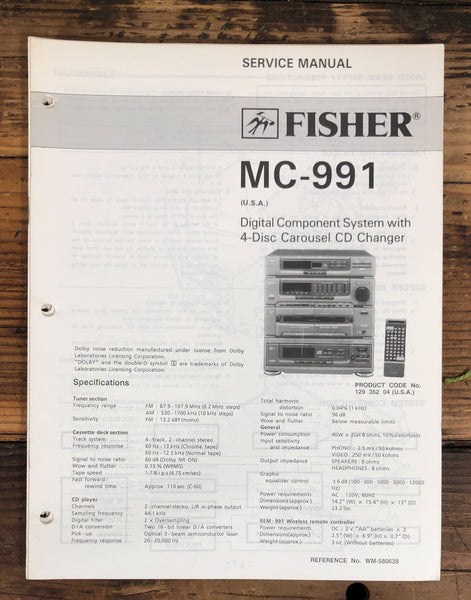 SERVICE MANUAL
FISHER®
MC-991
(U.S.A.)
Digital Component System with
4-Disc Carousel CD Changer
Dolby noise reduction manufactured under license from Dolby
Laboratories Licensing Corporation.
"DOLBY" and the double-D symbol are trademarks of Dolby
Laboratories Licensing Corporation.
PRODUCT CODE No.
129 352 04 (U.S.A.)
Specifications
Tuner section
Frequency range FM : 87.9 - 107.9 MHz (0.2 MHz steps)
AM : 530 - 1700 kHz (10 kHz steps)
Sensitivity FM : 13.2 dBf (mono)
Cassette deck section
Track system 4-track, 2-channel stereo
Frequency response 60 Hz - 13 kHz (Chrome tape)
60 Hz - 12.5 kHz (Normal tape)
Signal to noise ratio 60 dB (Dolby NR ON)
Wow and flutter 0.15 % (WRMS)
Tape speed 1-7/8 i.p.s (4.75 cm/sec)
Fast forward /
rewind time Approx. 110 sec. (C-60)
CD player
Channels 2-channel stereo, L/R in-phase output
Sampling frequency 44.1 kHz
Digital filter 2 × Oversampling
D/A conversion Two 16-bit linear D/A converters
Pick-up Optical 3-beam semiconductor laser
Frequency response 20 - 20,000 Hz
Total harmonic
distortion 0.04% (1 kHz)
Signal to noise ratio 96 dB
Wow and flutter Below measurable limits
General
Power consumption 40W × 2(at 8 ohms, 10%distortion)
Input sensitivity
and impedance
PHONO : 2.5 mV/50 kohms
VIDEO : 250 mV/50 kohms
Output impedance SPEAKERS : 8 ohms
HEADPHONES : 8 ohms
Graphic
equalizer control ±6 dB (100 300 1000 3000
Power requirements AC : 120V, 60HZ
Dimensions(approx.) 14.2" (W) × 15.4" (H) × 13" (D)
Weight (approx.) 23.2 lbs
REM-991 Wireless remote controller
Power requirements DC : 3 V "AA" batteries × 2
Dimensions(approx.) 2.5" (W) × 6.9" (H) × 0.7" (D)
Weight (approx.) 3 oz. (Without batteries)
REFERENCE No. WM-580639